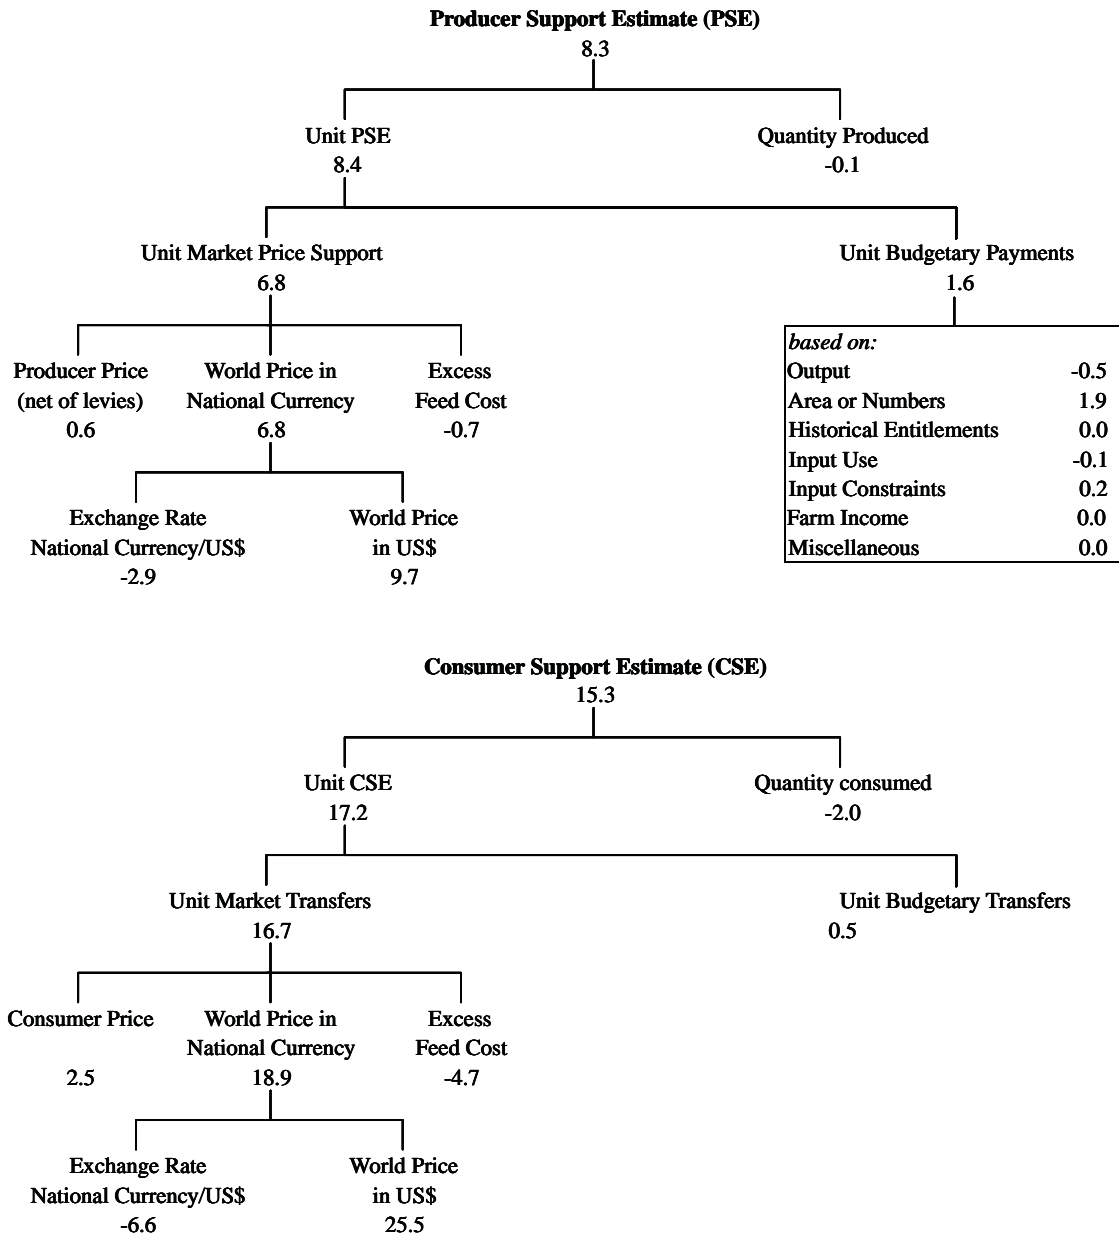 Producer Support Estimate (PSE)
8.3
Unit PSE
8.4
Quantity Produced
-0.1
Unit Market Price Support
6.8
Unit Budgetary Payments
1.6
Producer Price
(net of levies)
0.6
World Price in
National Currency
6.8
Excess
Feed Cost
-0.7
Exchange Rate
National Currency/US$
-2.9
World Price
in US$
9.7
based on:
Output -0.5
Area or Numbers 1.9
Historical Entitlements 0.0
Input Use -0.1
Input Constraints 0.2
Farm Income 0.0
Miscellaneous 0.0
Consumer Support Estimate (CSE)
15.3
Unit CSE
17.2
Quantity consumed
-2.0
Unit Market Transfers
16.7
Unit Budgetary Transfers
0.5
Consumer Price
2.5
World Price in
National Currency
18.9
Excess
Feed Cost
-4.7
Exchange Rate
National Currency/US$
-6.6
World Price
in US$
25.5